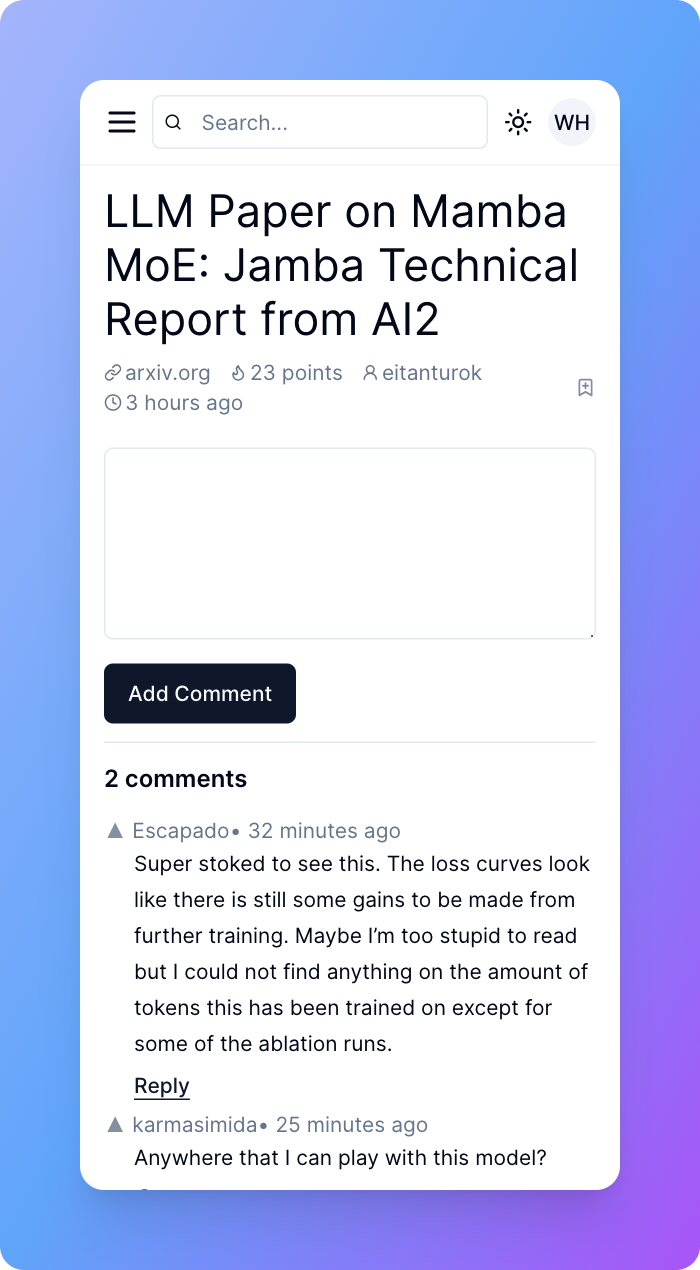 Search...
WH
LLM Paper on Mamba
MoE: Jamba Technical
Report from AI2
arxiv.org 23 points eitanturok
3 hours ago
Add Comment
2 comments
▲ Escapado• 32 minutes ago
Super stoked to see this. The loss curves look
like there is still some gains to be made from
further training. Maybe I’m too stupid to read
but I could not find anything on the amount of
tokens this has been trained on except for
some of the ablation runs.
Reply
▲ karmasimida• 25 minutes ago
Anywhere that I can play with this model?